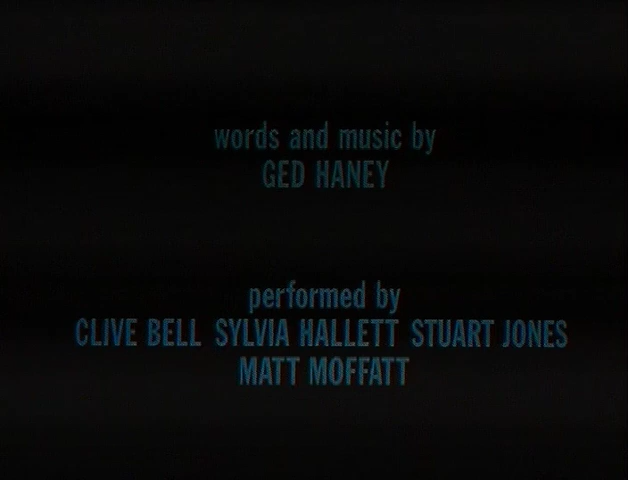 words and music by
GED HANEY
performed by
CLIVE BELL SYLVIA HALLETT STUART JONES
MATT MOFFATT